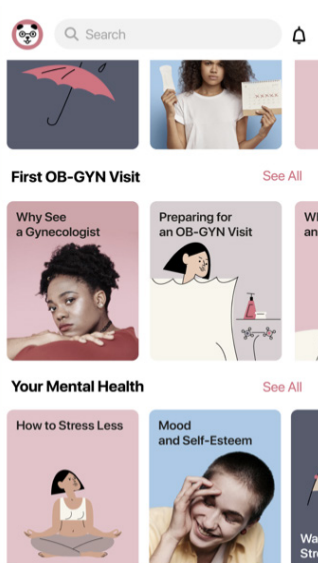 Search
First OB-GYN Visit
See All
Why See
a Gynecologist
Preparing for
an OB-GYN Visit
Your Mental Health
See All
How to Stress Less
Mood
and Self-Esteem